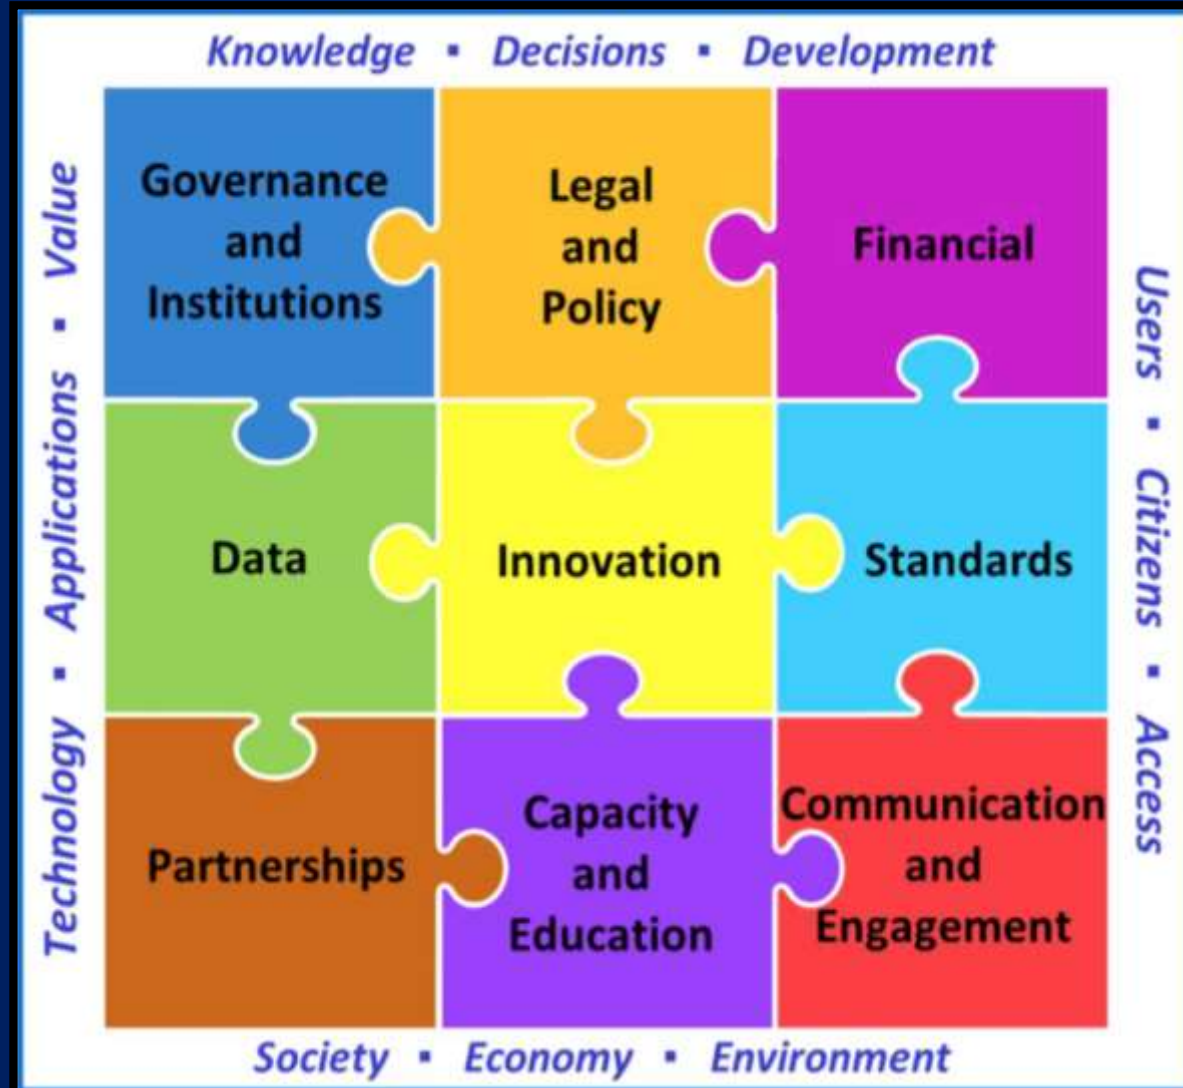 Knowledge ▪ Decisions ▪ Development
Technology ▪ Applications ▪ Value
Governance
and
Institutions
Legal
and
Policy
Financial
Data
Innovation
Standards
Partnerships
Capacity
and
Education
Communication
and
Engagement
Users ▪ Citizens ▪ Access
Society ▪ Economy ▪ Environment